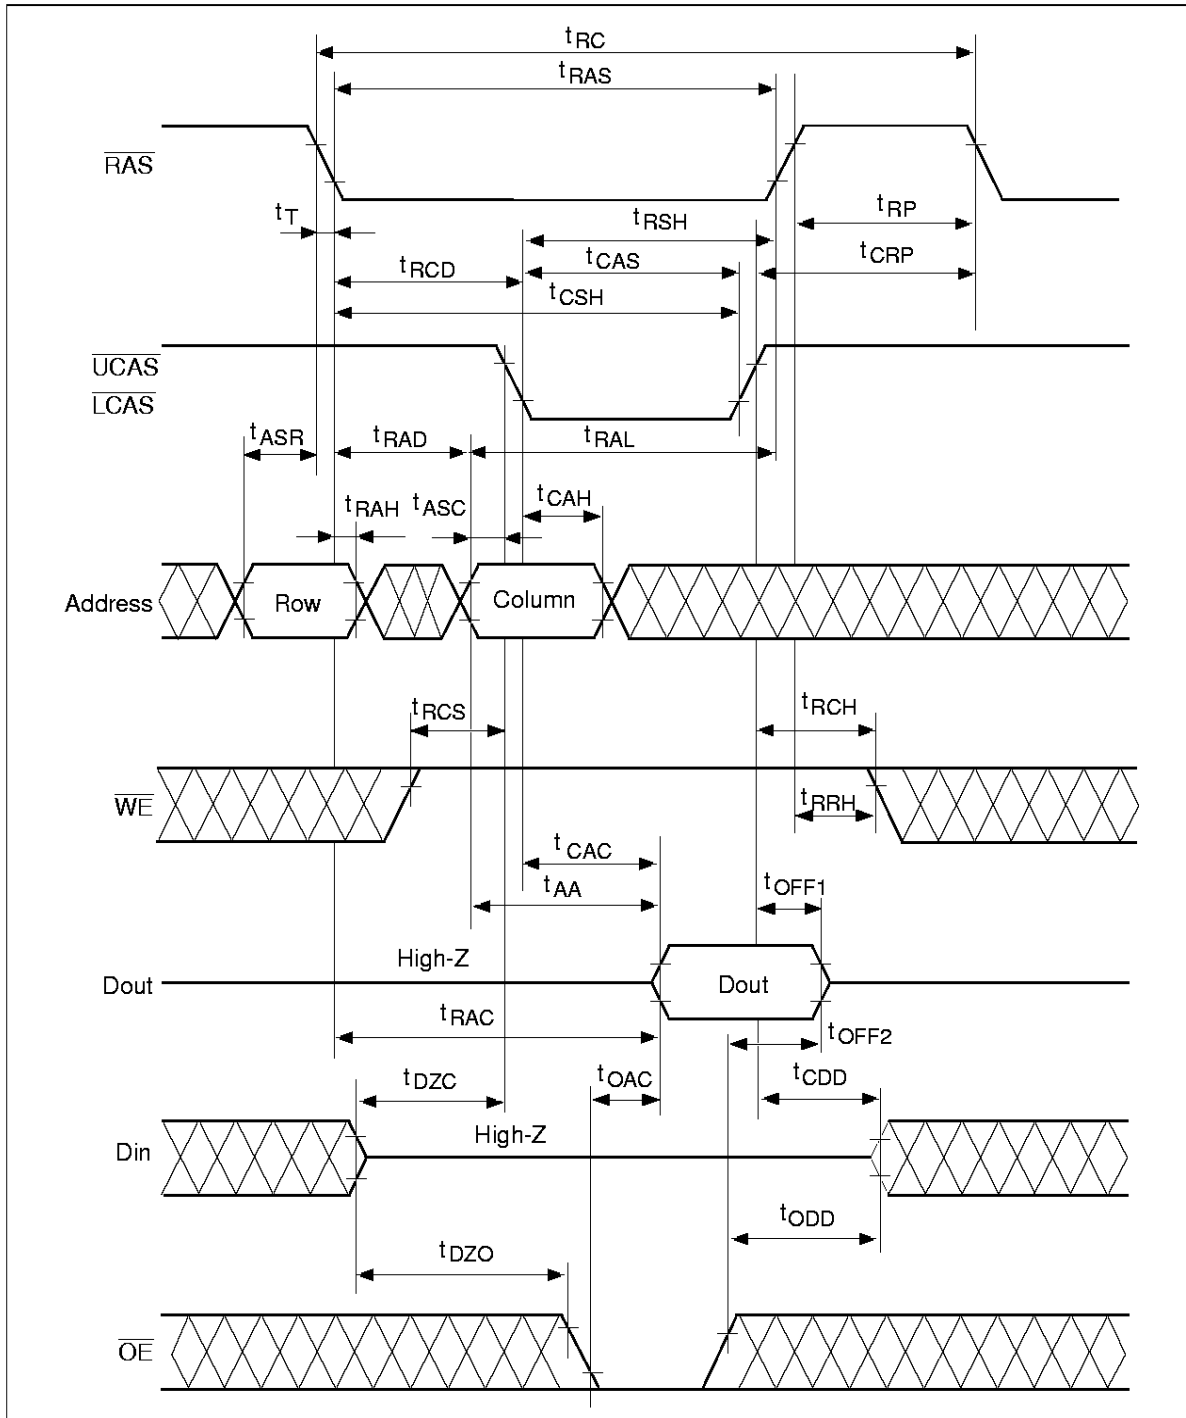 tRC
tRAS
RAS
tT
tRSH
tRP
tRCD
tCAS
tCRP
tCSH
UCAS
LCAS
tASR
tRAD
tRAL
tRAH
tASC
tCAH
Address
Row
Column
tRCS
tRCH
WE
tRRH
tCAC
tAA
tOFF1
High-Z
Dout
Dout
tRAC
tOFF2
tDZC
tOAC
tCDD
High-Z
Din
tODD
tDZO
OE